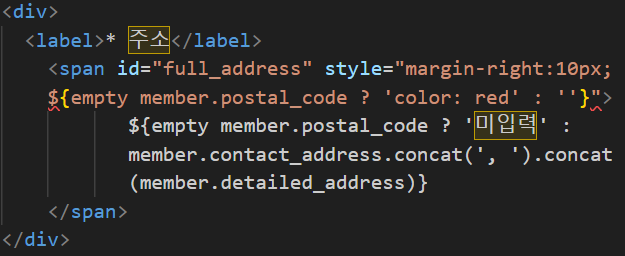 <div>
<label>* 주소</label>
<span id="full_address" style="margin-right:10px;
${empty member.postal_code ? 'color: red' : ''}">
${empty member.postal_code ? '미입력' :
member.contact_address.concat(', ').concat
(member.detailed_address)}
</span>
</div>